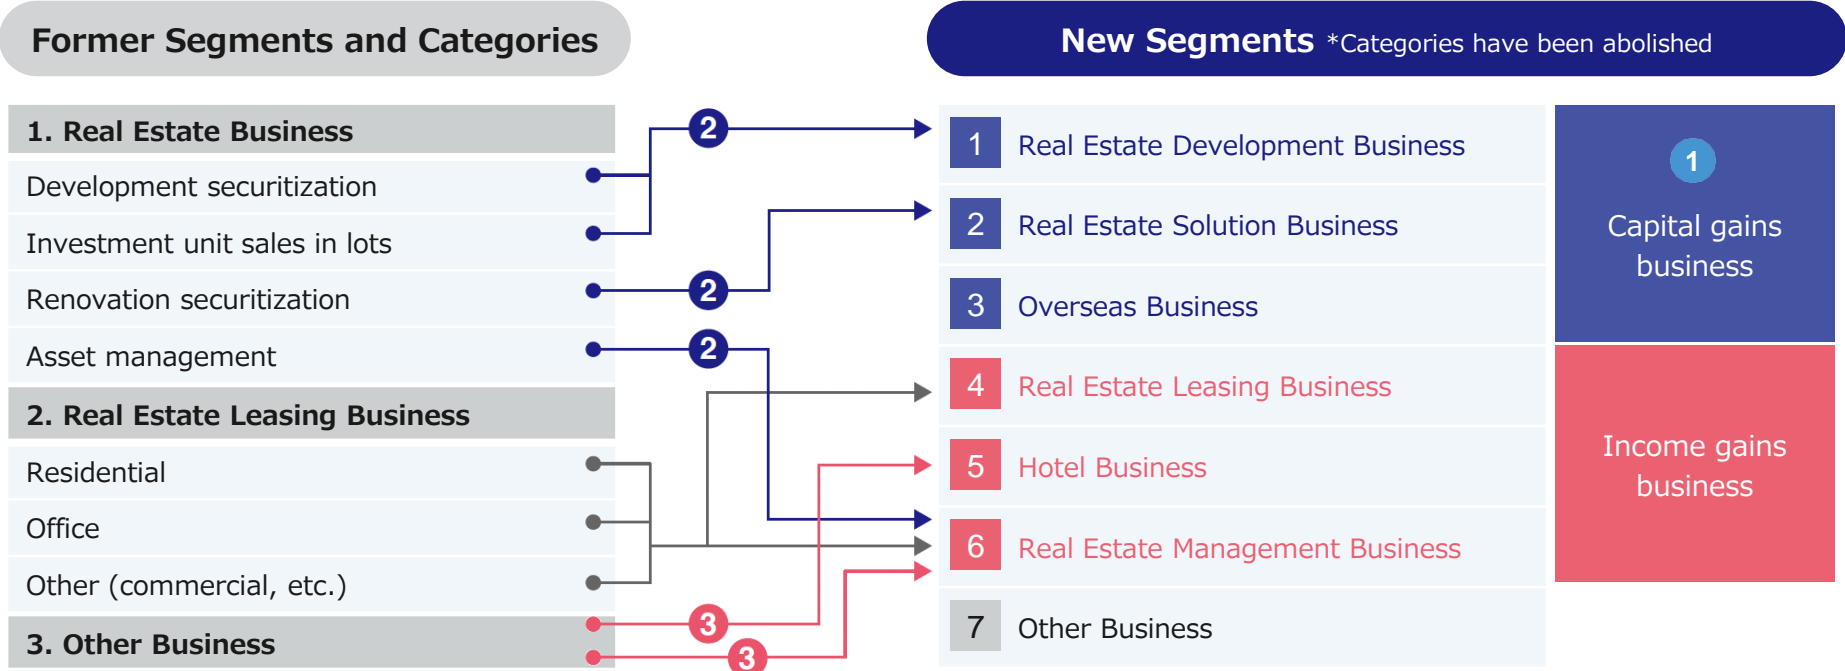 Former Segments and Categories
New Segments *Categories have been abolished
1. Real Estate Business
Development securitization
Investment unit sales in lots
Renovation securitization
Asset management
2. Real Estate Leasing Business
Residential
Office
Other (commercial, etc.)
3. Other Business
2
2
2
3
3
1 Real Estate Development Business
2 Real Estate Solution Business
3 Overseas Business
4 Real Estate Leasing Business
5 Hotel Business
6 Real Estate Management Business
7 Other Business
1
Capital gains
business
Income gains
business